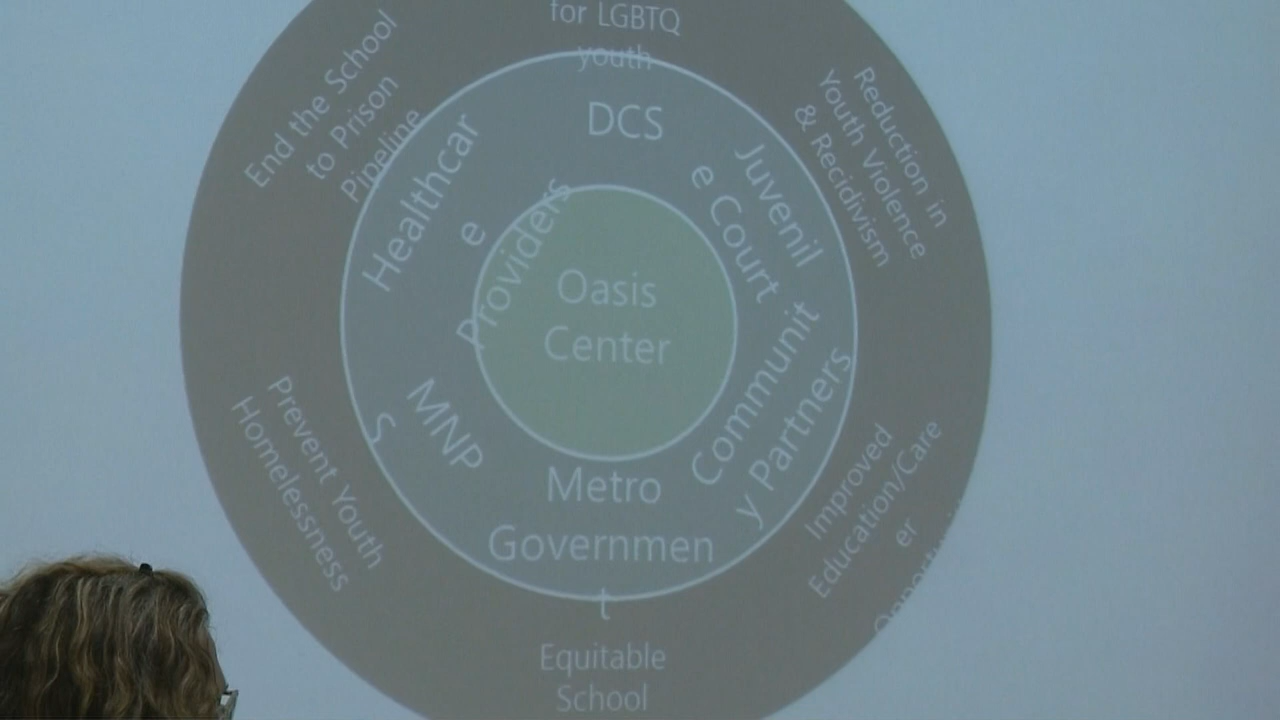 for LGBTQ
youth
End the School
to Prison
Pipeline
Reduction in
Youth Violence
& Recidivism
DCS
Healthcar
e
Providers
Juvenil
e Court
Oasis
Center
Communit
y Partners
MNP
S
Metro
Governmen
t
Prevent Youth
Homelessness
Improved
Education/Care
er
Equitable
School